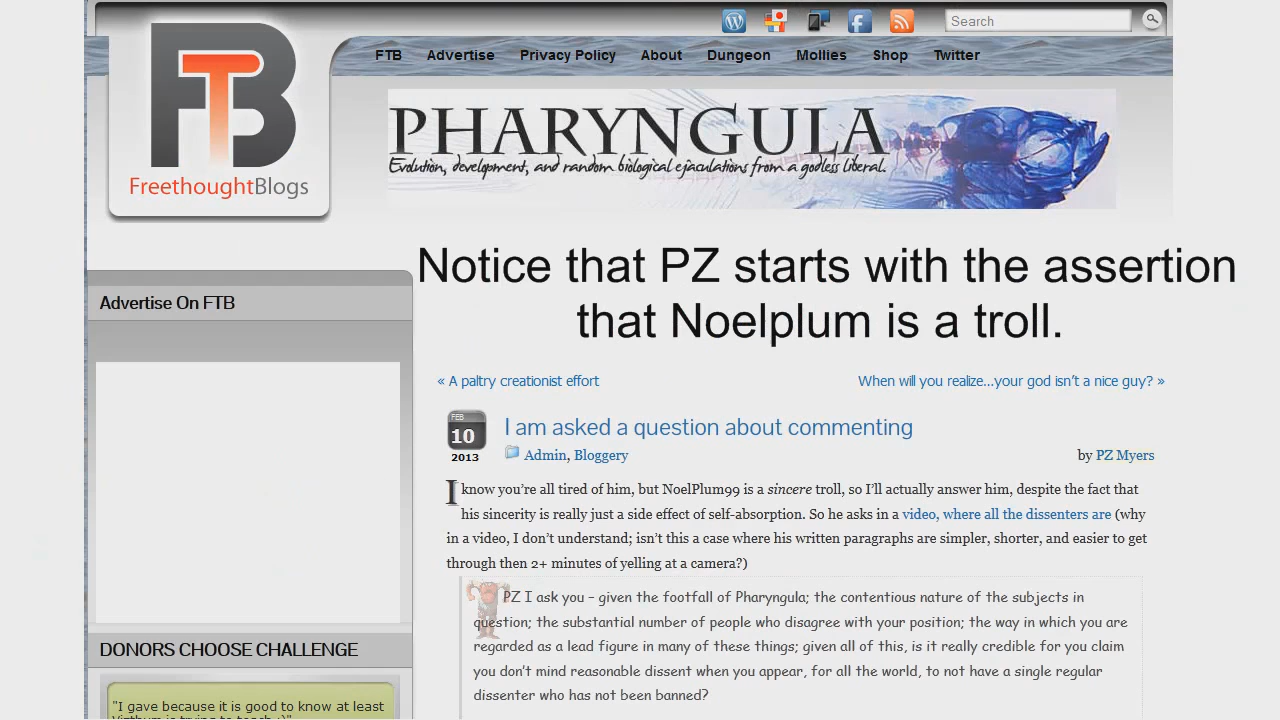 Search
FTB Advertise Privacy Policy About Dungeon Mollies Shop Twitter
FTB
FreethoughtBlogs
PHARYNGULA
Evolution, development, and random biological ejaculations from a godless liberal.
Notice that PZ starts with the assertion
that Noelplum is a troll.
Advertise On FTB
« A paltry creationist effort
When will you realize...your god isn't a nice guy? »
FEB
10
2013
I am asked a question about commenting
Admin, Bloggery
by PZ Myers
I know you're all tired of him, but NoelPlum99 is a sincere troll, so I'll actually answer him, despite the fact that
his sincerity is really just a side effect of self-absorption. So he asks in a video, where all the dissenters are (why
in a video, I don't understand; isn't this a case where his written paragraphs are simpler, shorter, and easier to get
through then 2+ minutes of yelling at a camera?)
PZ I ask you – given the footfall of Pharyngula; the contentious nature of the subjects in
question; the substantial number of people who disagree with your position; the way in which you are
regarded as a lead figure in many of these things; given all of this, is it really credible for you claim
you don't mind reasonable dissent when you appear, for all the world, to not have a single regular
dissenter who has not been banned?
DONORS CHOOSE CHALLENGE
"I gave because it is good to know at least